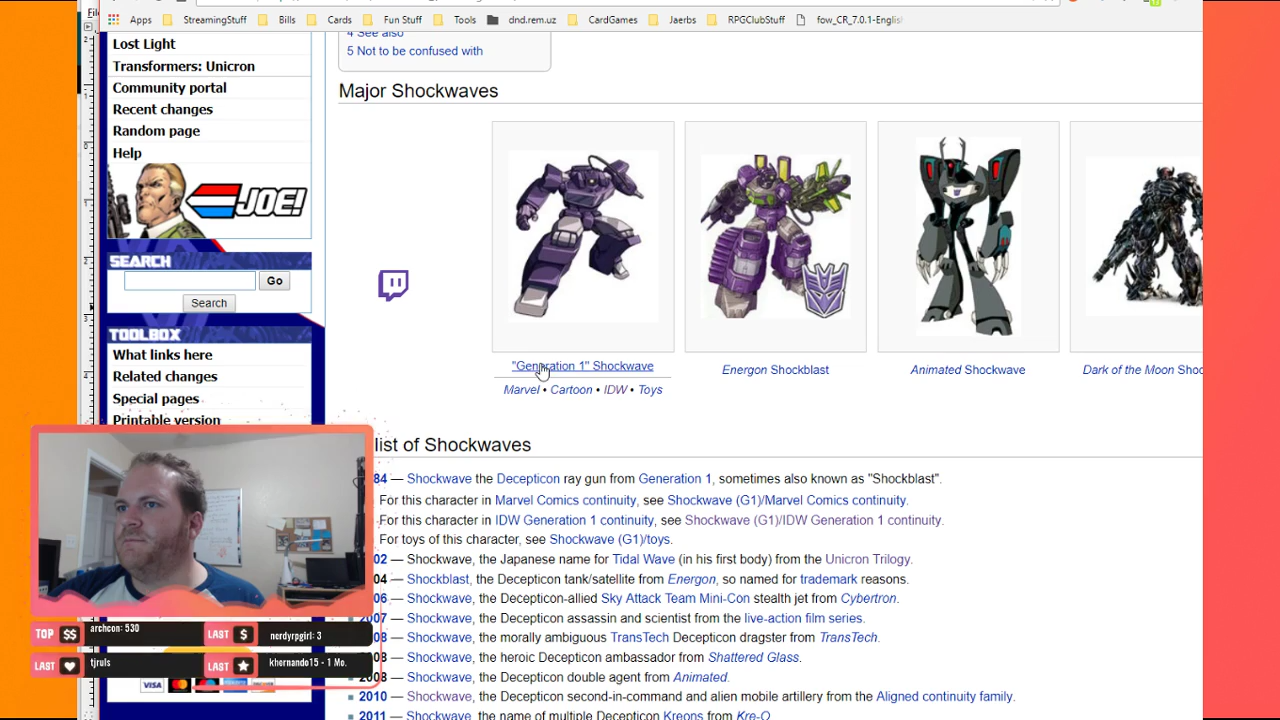 Fil
Apps StreamingStuff Bills Cards Fun Stuff Tools dnd.rem.uz CardGames Jaerbs RPGClubStuff fow_CR_7.0.1-Englis
Lost Light
Transformers: Unicron
Community portal
Recent changes
Random page
Help
JOE!
SEARCH
Go
Search
TOOLBOX
What links here
Related changes
Special pages
Printable version
4 See also
5 Not to be confused with
Major Shockwaves
"Generation 1" Shockwave
Marvel • Cartoon • IDW • Toys
Energon Shockblast
Animated Shockwave
Dark of the Moon Shoc
list of Shockwaves
84 — Shockwave the Decepticon ray gun from Generation 1, sometimes also known as "Shockblast".
For this character in Marvel Comics continuity, see Shockwave (G1)/Marvel Comics continuity.
For this character in IDW Generation 1 continuity, see Shockwave (G1)/IDW Generation 1 continuity.
For toys of this character, see Shockwave (G1)/toys.
02 — Shockwave, the Japanese name for Tidal Wave (in his first body) from the Unicron Trilogy.
04 — Shockblast, the Decepticon tank/satellite from Energon, so named for trademark reasons.
06 — Shockwave, the Decepticon-allied Sky Attack Team Mini-Con stealth jet from Cybertron.
2007 — Shockwave, the Decepticon assassin and scientist from the live-action film series.
08 — Shockwave, the morally ambiguous TransTech Decepticon dragster from TransTech.
08 — Shockwave, the heroic Decepticon ambassador from Shattered Glass.
2008 — Shockwave, the Decepticon double agent from Animated.
2010 — Shockwave, the Decepticon second-in-command and alien mobile artillery from the Aligned continuity family.
2011 — Shockwave, the name of multiple Decepticon Kreons from Kre-O
TOP $$ archcon: 530
LAST $ nerdyrpgirl: 3
LAST tjruls
LAST khernando15 - 1 Mo.
VISA